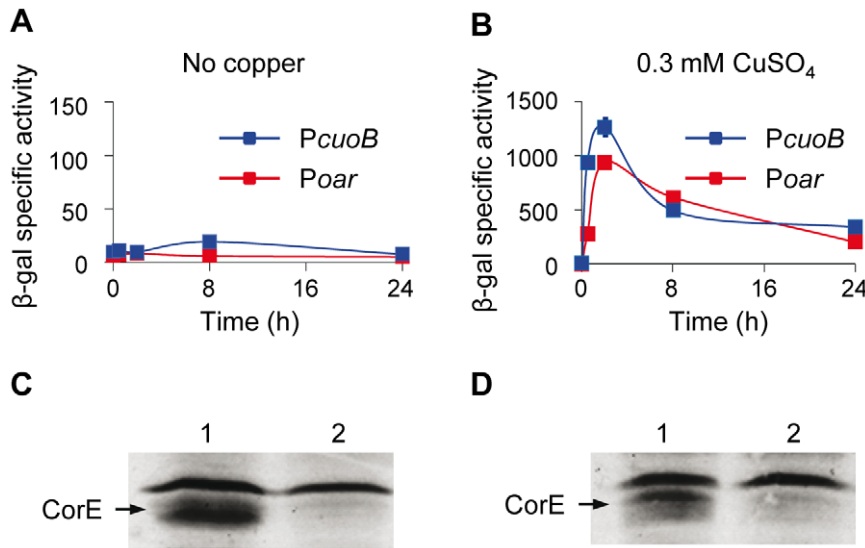 A
No copper
β-gal specific activity
150
100
50
0
PcuoB
Poar
0 8 16 24
Time (h)
B
0.3 mM CuSO₄
β-gal specific activity
1500
1000
500
0
PcuoB
Poar
0 8 16 24
Time (h)
C
1 2
CorE
D
1 2
CorE